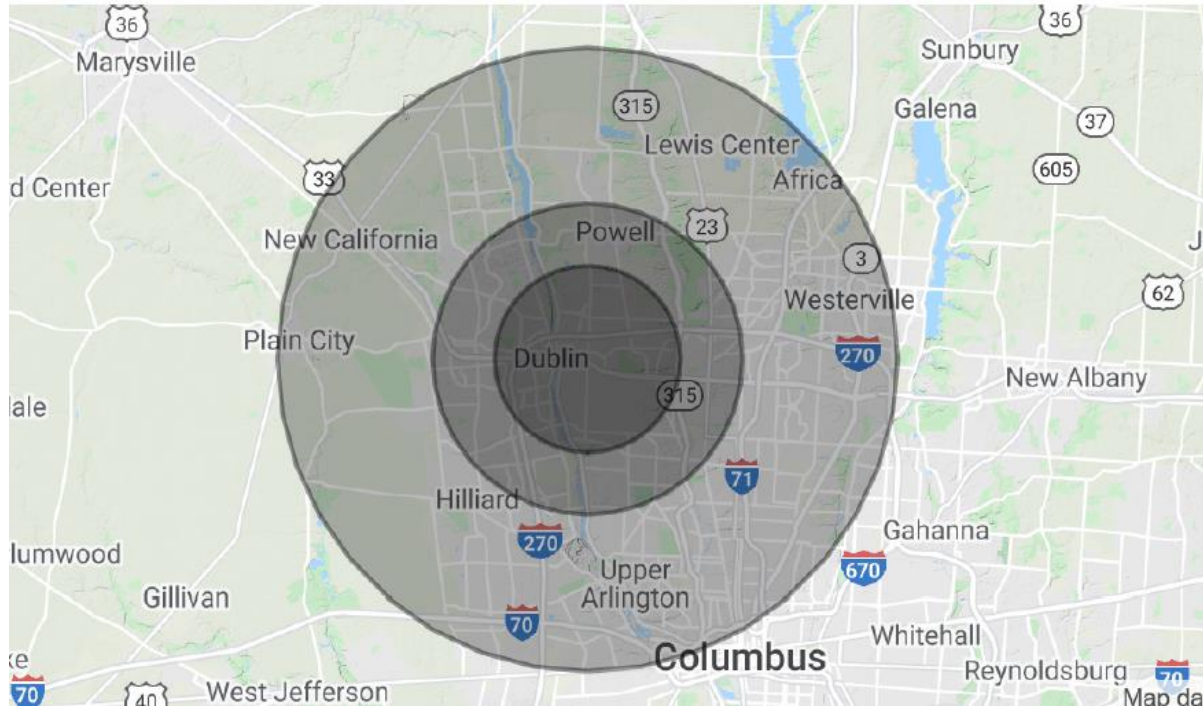 36
36
Marysville
Sunbury
315
Galena
37
Lewis Center
33
605
d Center
Africa
Powell
23
New California
J
3
Westerville
62
Plain City
270
Dublin
New Albany
315
ale
71
Hilliard
270
Gahanna
lumwood
670
Upper
Arlington
Gillivan
70
Whitehall
Columbus
ke
Reynoldsburg
70
70
West Jefferson
40
Map da